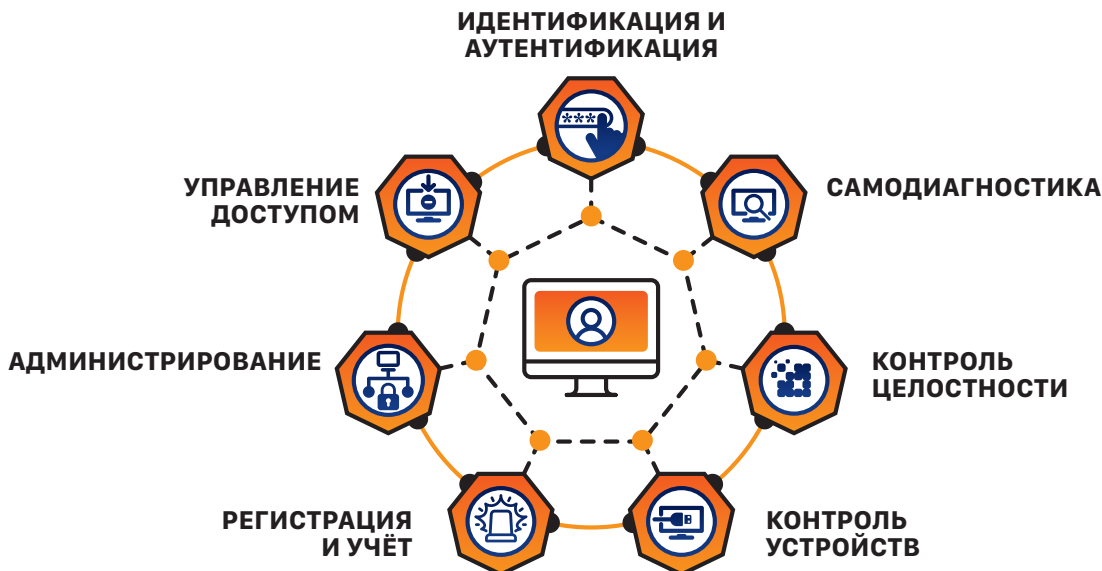 ИДЕНТИФИКАЦИЯ И
АУТЕНТИФИКАЦИЯ
****
УПРАВЛЕНИЕ
ДОСТУПОМ
САМОДИАГНОСТИКА
АДМИНИСТРИРОВАНИЕ
КОНТРОЛЬ
ЦЕЛОСТНОСТИ
РЕГИСТРАЦИЯ
И УЧЁТ
КОНТРОЛЬ
УСТРОЙСТВ